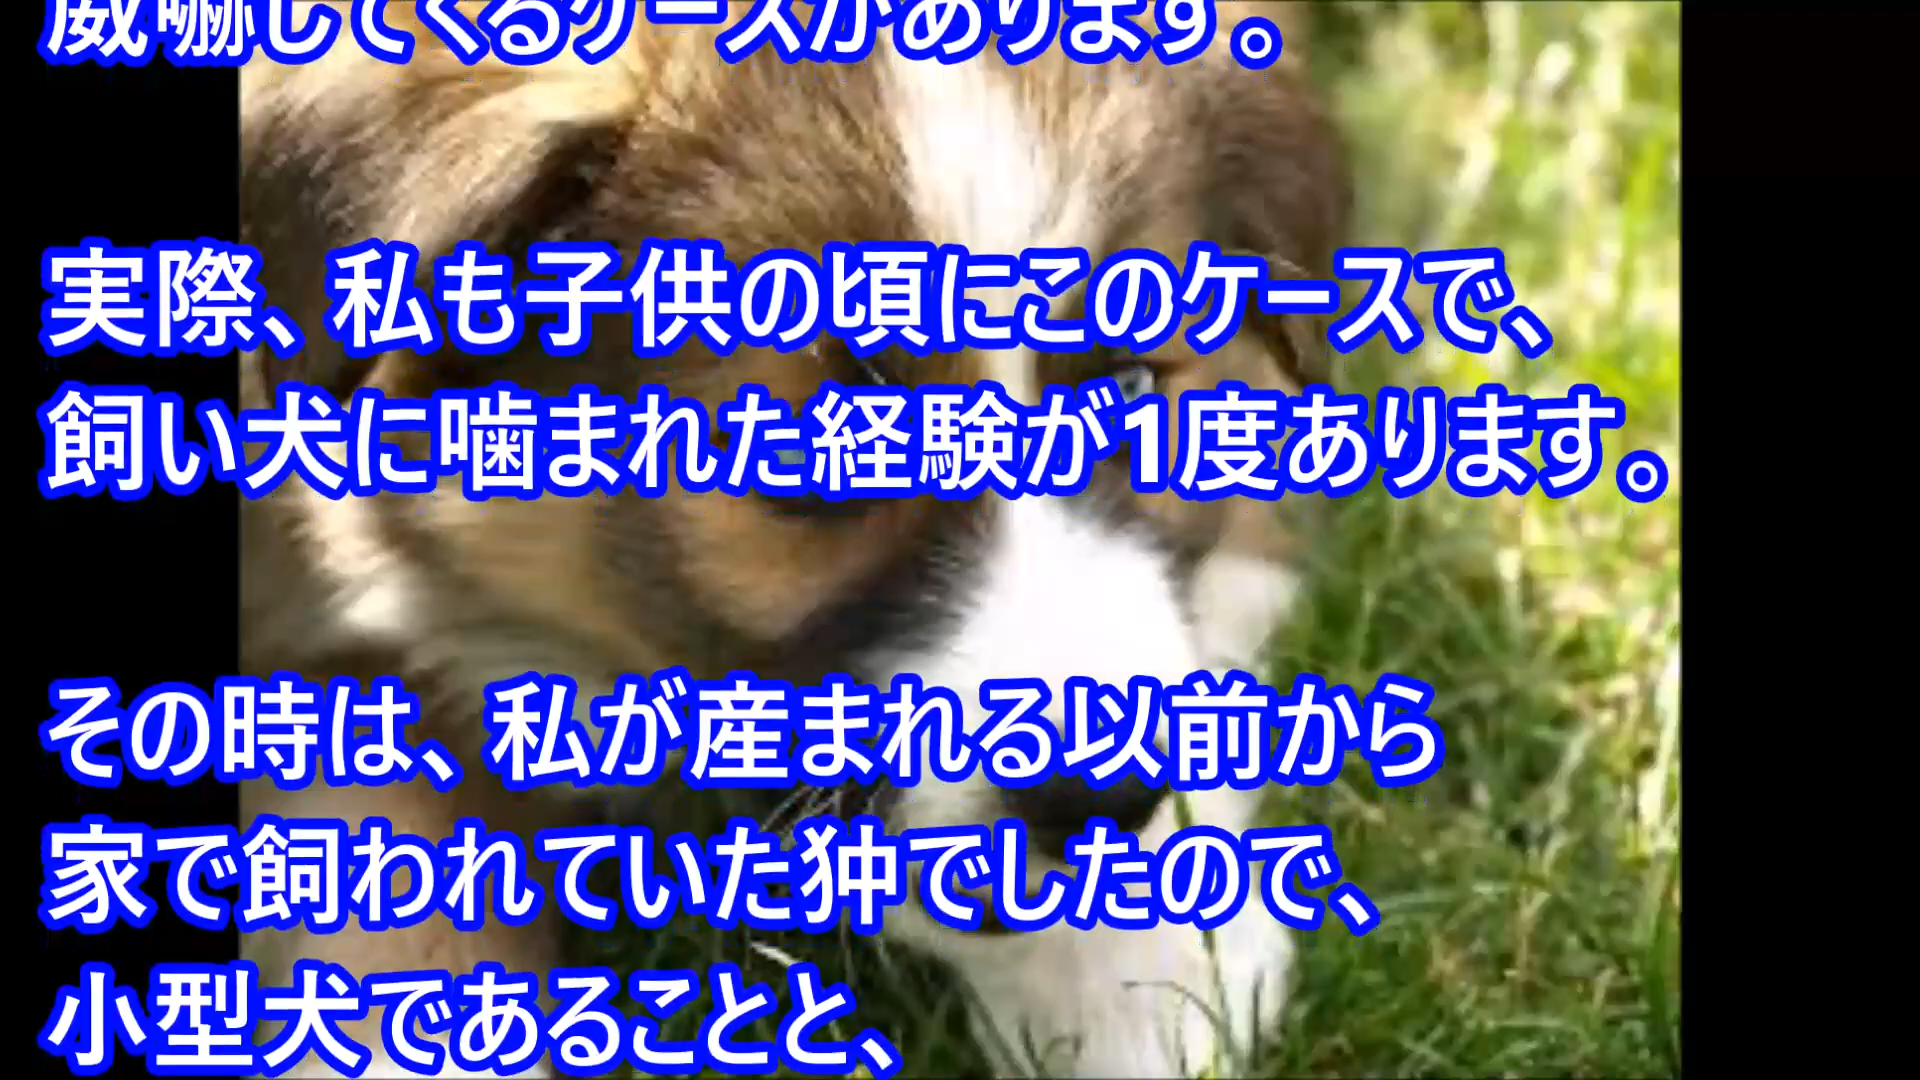 威嚇してくるケースがあります。
実際、私も子供の頃にこのケースで、
飼い犬に噛まれた経験が1度あります。
その時は、私が産まれる以前から
家で飼われていた狆でしたので、
小型犬であることと、